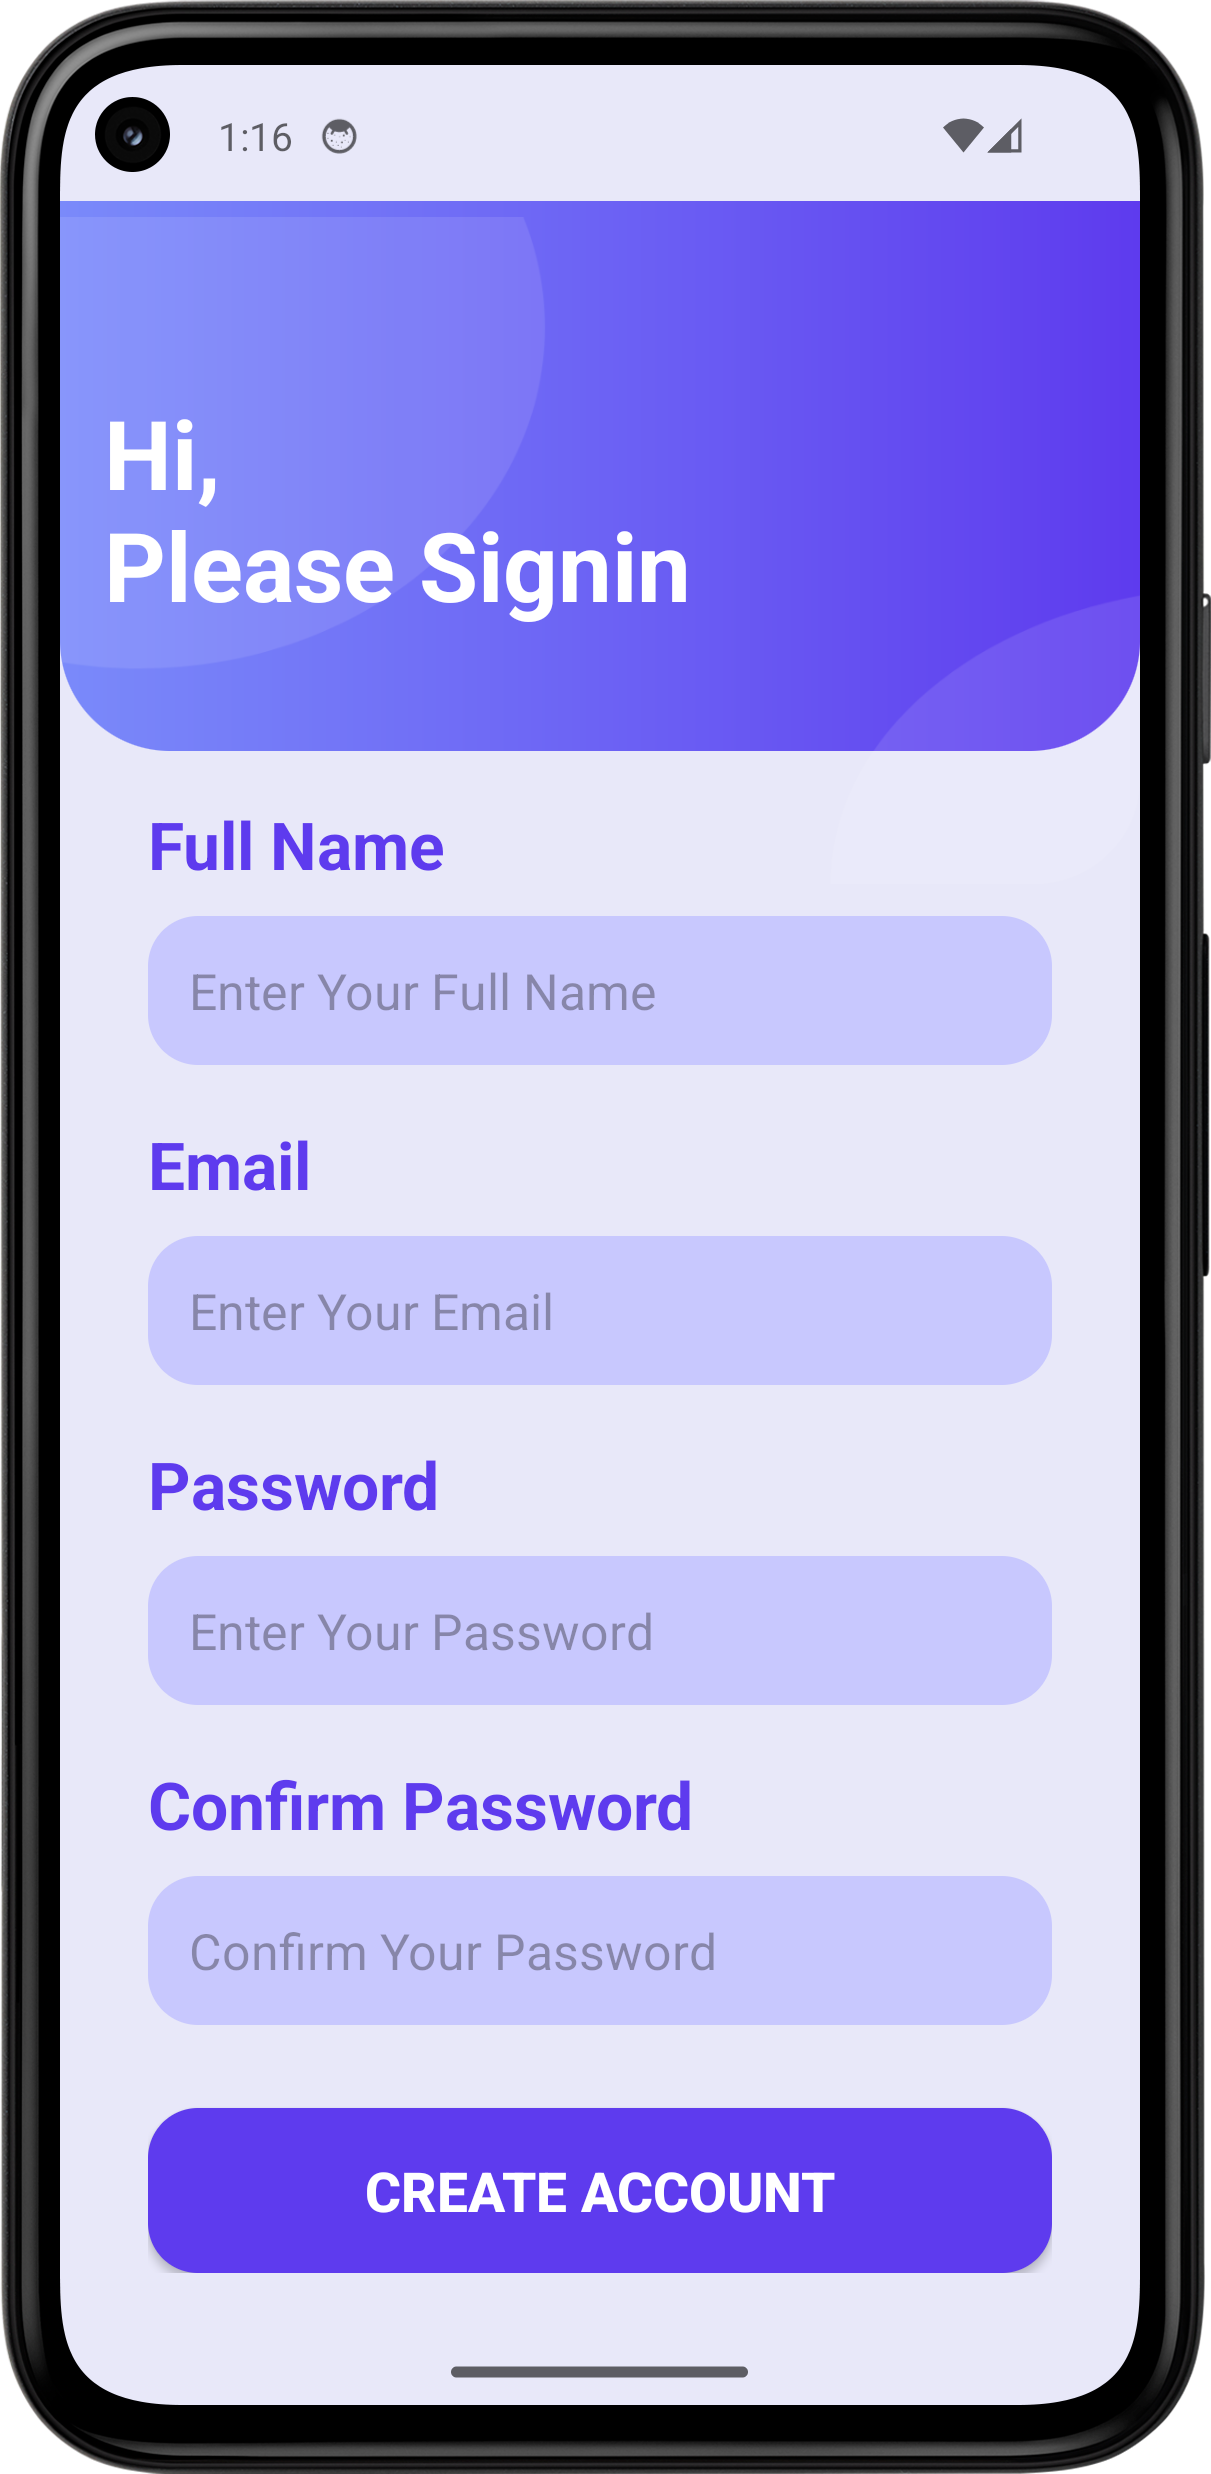 1:16
Hi,
Please Signin
Full Name
Enter Your Full Name
Email
Enter Your Email
Password
Enter Your Password
Confirm Password
Confirm Your Password
CREATE ACCOUNT